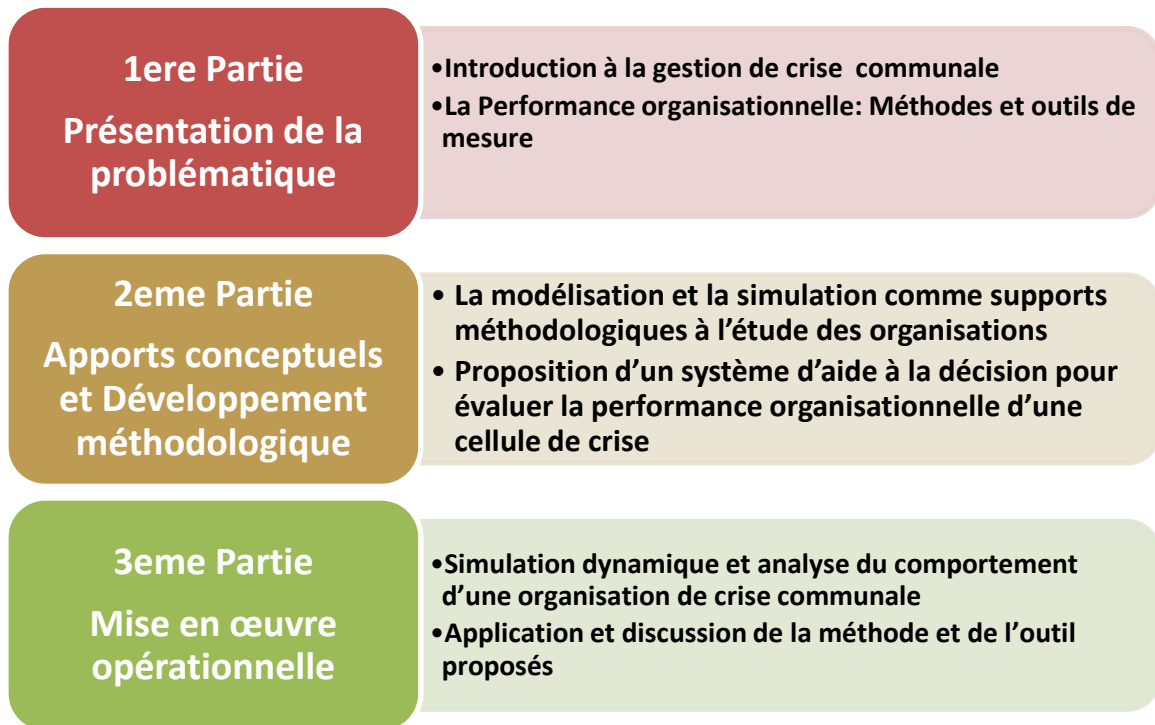 1ere Partie
Présentation de la
problématique
•Introduction à la gestion de crise communale
•La Performance organisationnelle: Méthodes et outils de
mesure
2eme Partie
Apports conceptuels
et Développement
méthodologique
• La modélisation et la simulation comme supports
méthodologiques à l’étude des organisations
• Proposition d’un système d’aide à la décision pour
évaluer la performance organisationnelle d’une
cellule de crise
3eme Partie
Mise en œuvre
opérationnelle
•Simulation dynamique et analyse du comportement
d’une organisation de crise communale
•Application et discussion de la méthode et de l’outil
proposés